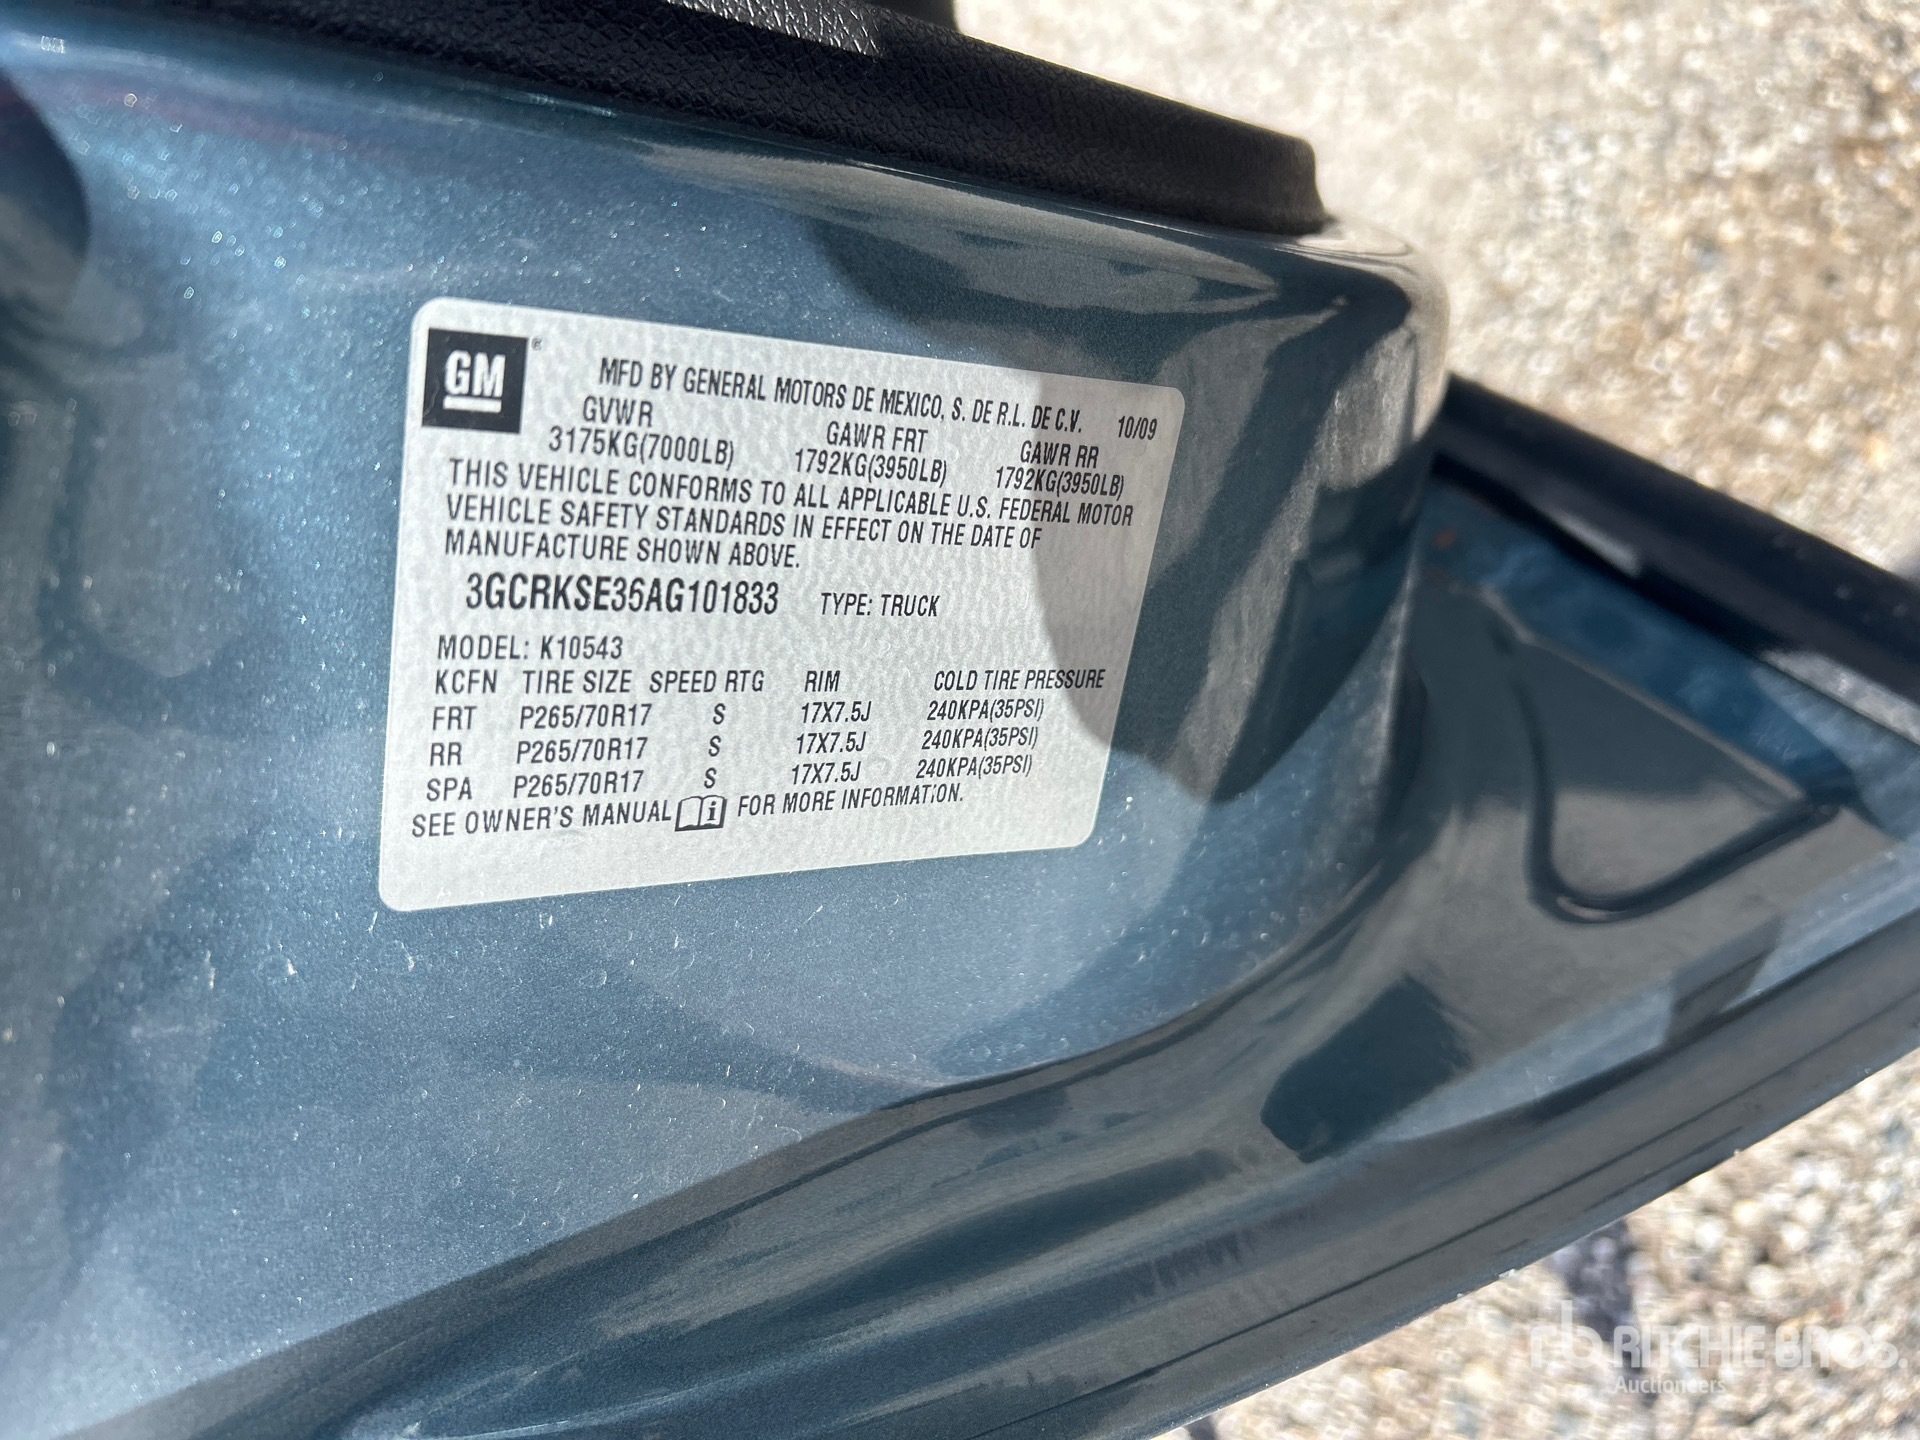 GM ®
MFD BY GENERAL MOTORS DE MEXICO, S. DE R.L. DE C.V. 10/09
GVWR GAWR FRT GAWR RR
3175KG(7000LB) 1792KG(3950LB) 1792KG(3950LB)
THIS VEHICLE CONFORMS TO ALL APPLICABLE U.S. FEDERAL MOTOR
VEHICLE SAFETY STANDARDS IN EFFECT ON THE DATE OF
MANUFACTURE SHOWN ABOVE.
3GCRKSE36AG101833 TYPE: TRUCK
MODEL: K10543
KCFN TIRE SIZE SPEED RTG RIM COLD TIRE PRESSURE
FRT P265/70R17 S 17X7.5J 240KPA(35PSI)
RR P265/70R17 S 17X7.5J 240KPA(35PSI)
SPA P265/70R17 S 17X7.5J 240KPA(35PSI)
SEE OWNER'S MANUAL i FOR MORE INFORMATION.
rb RITCHIE BROS.
Auctioneers